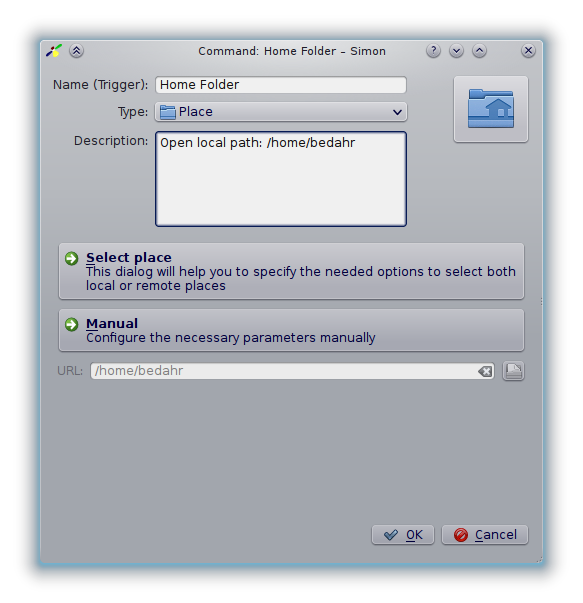 Command: Home Folder – Simon
Name (Trigger): Home Folder
Type: Place
Description: Open local path: /home/bedahr
Select place
This dialog will help you to specify the needed options to select both
local or remote places
Manual
Configure the necessary parameters manually
URL: /home/bedahr
OK Cancel